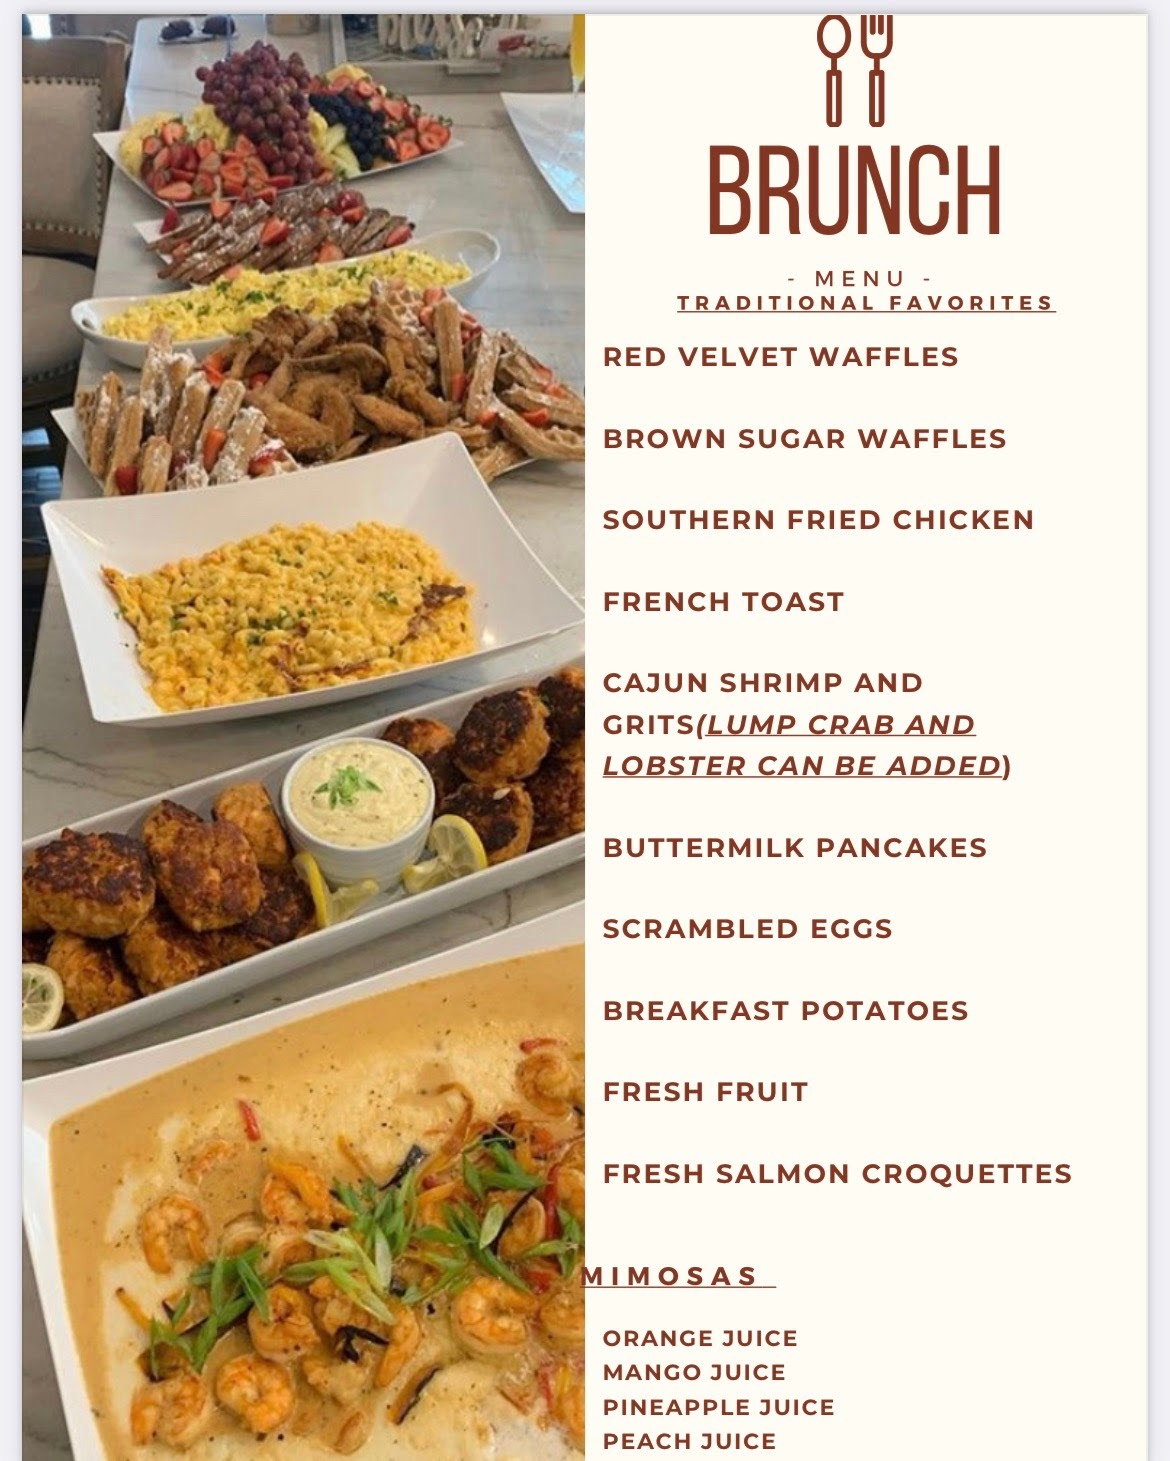 BRUNCH
- MENU -
TRADITIONAL FAVORITES
RED VELVET WAFFLES
BROWN SUGAR WAFFLES
SOUTHERN FRIED CHICKEN
FRENCH TOAST
CAJUN SHRIMP AND
GRITS(LUMP CRAB AND
LOBSTER CAN BE ADDED)
BUTTERMILK PANCAKES
SCRAMBLED EGGS
BREAKFAST POTATOES
FRESH FRUIT
FRESH SALMON CROQUETTES
MIMOSAS
ORANGE JUICE
MANGO JUICE
PINEAPPLE JUICE
PEACH JUICE